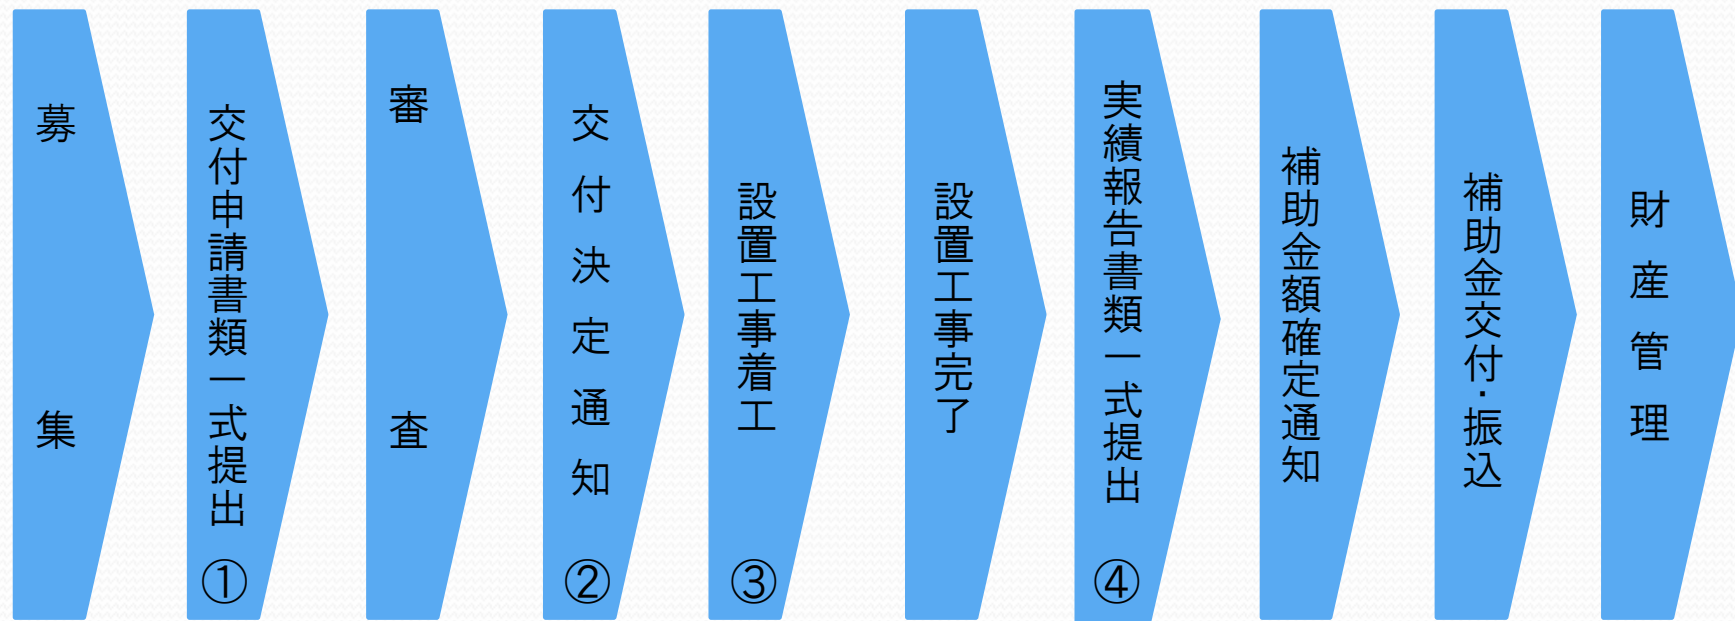 募集
交付申請書類一式提出
①
審査
交付決定通知
②
設置工事着工
③
設置工事完了
実績報告書類一式提出
④
補助金額確定通知
補助金交付・振込
財産管理